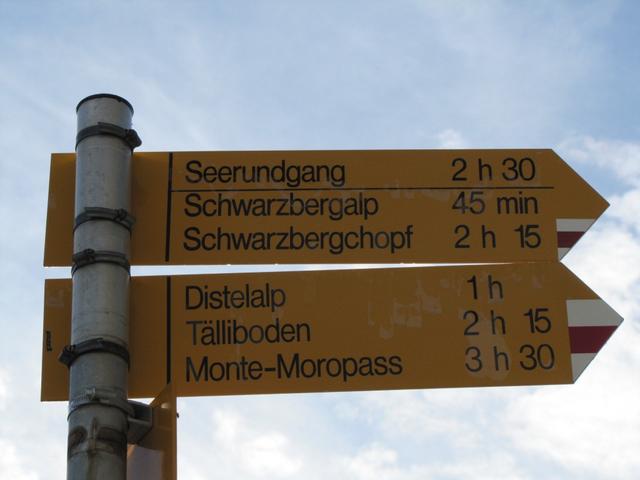 Seerundgang 2 h 30
Schwarzbergalp 45 min
Schwarzbergchopf 2 h 15
Distelalp 1 h
Tälliboden 2 h 15
Monte-Moropass 3 h 30